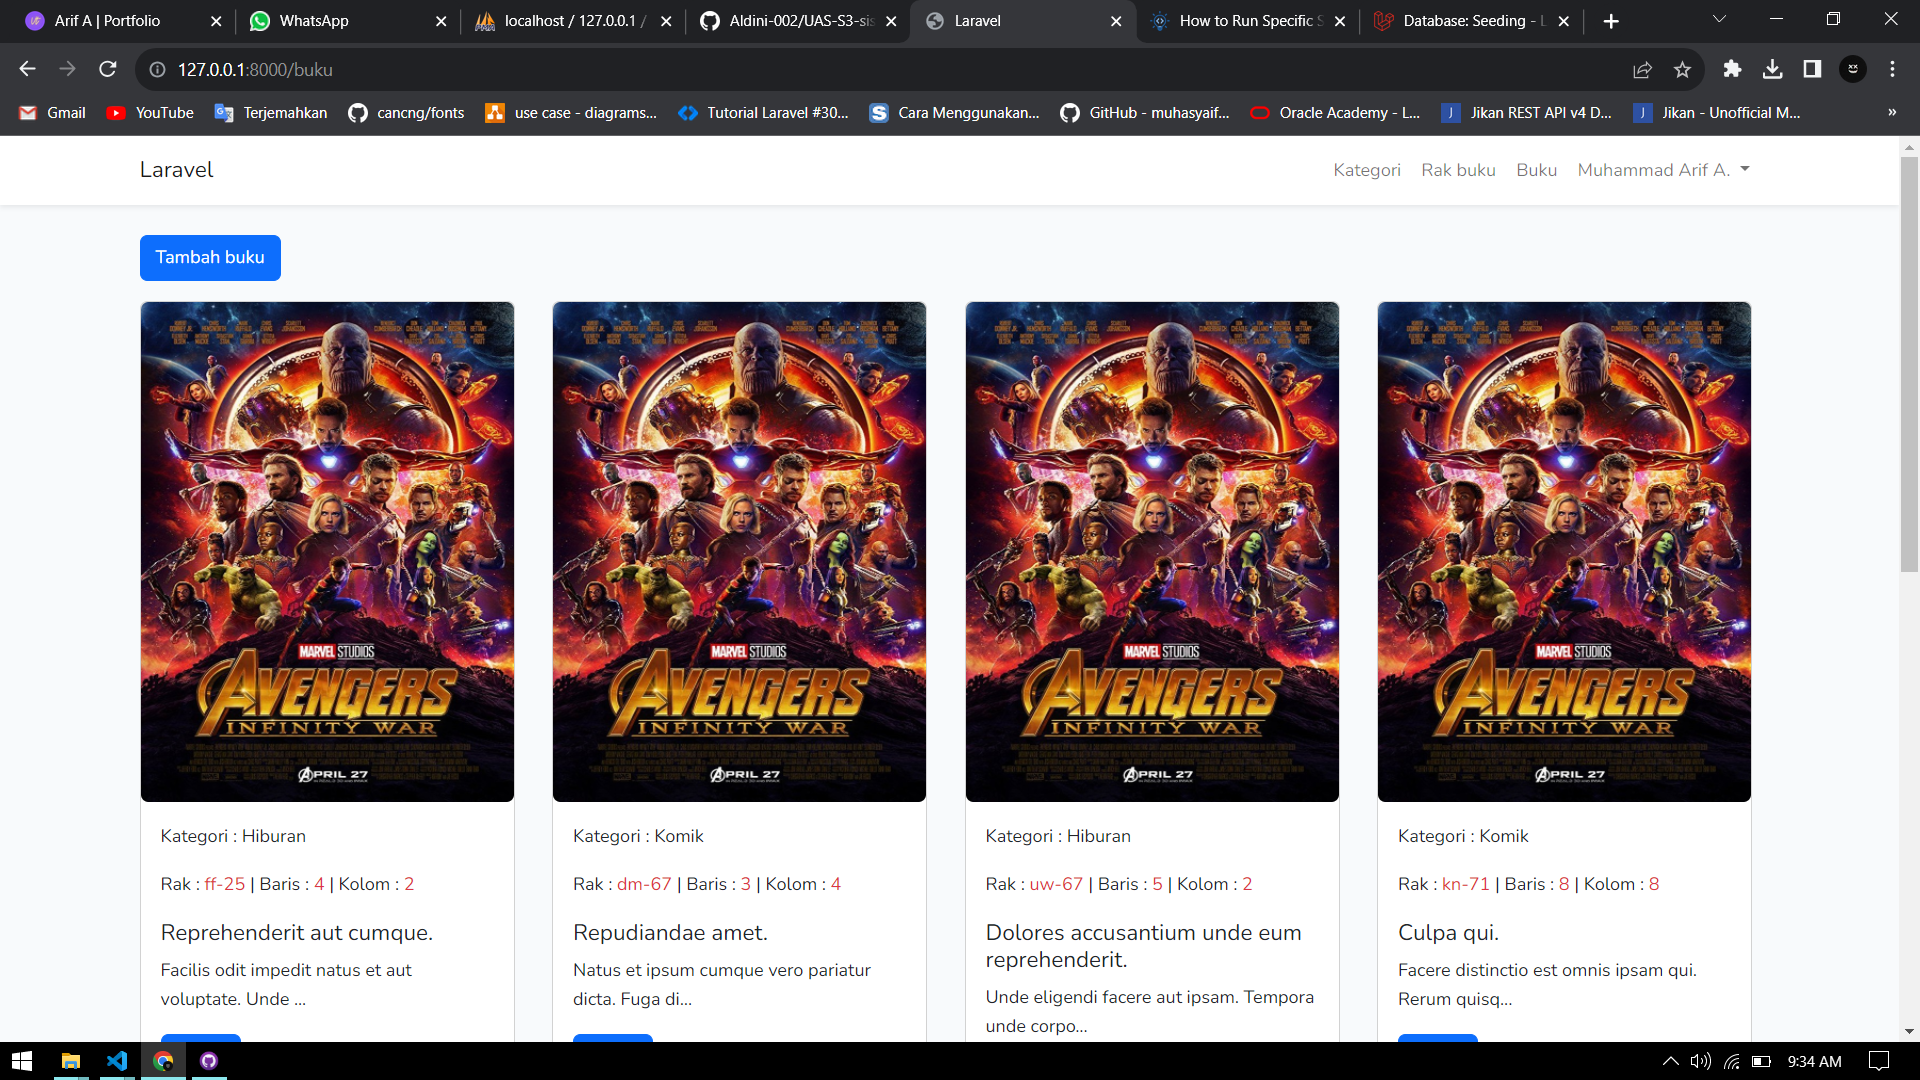 Arif A | Portfolio
WhatsApp
localhost / 127.0.0.1 /
Aldini-002/UAS-S3-sis
Laravel
How to Run Specific S
Database: Seeding - L
127.0.0.1:8000/buku
Gmail
YouTube
Terjemahkan
cancng/fonts
use case - diagrams...
Tutorial Laravel #30...
Cara Menggunakan...
GitHub - muhasyaif...
Oracle Academy - L...
Jikan REST API v4 D...
Jikan - Unofficial M...
»
Laravel
Kategori
Rak buku
Buku
Muhammad Arif A.
Tambah buku
MARVEL STUDIOS
AVENGERS
INFINITY WAR
APRIL 27
MARVEL STUDIOS
AVENGERS
INFINITY WAR
APRIL 27
MARVEL STUDIOS
AVENGERS
INFINITY WAR
APRIL 27
MARVEL STUDIOS
AVENGERS
INFINITY WAR
APRIL 27
Kategori : Hiburan
Rak : ff-25 | Baris : 4 | Kolom : 2
Reprehenderit aut cumque.
Facilis odit impedit natus et aut
voluptate. Unde ...
Kategori : Komik
Rak : dm-67 | Baris : 3 | Kolom : 4
Repudiandae amet.
Natus et ipsum cumque vero pariatur
dicta. Fuga di...
Kategori : Hiburan
Rak : uw-67 | Baris : 5 | Kolom : 2
Dolores accusantium unde eum
reprehenderit.
Unde eligendi facere aut ipsam. Tempora
unde corpo...
Kategori : Komik
Rak : kn-71 | Baris : 8 | Kolom : 8
Culpa qui.
Facere distinctio est omnis ipsam qui.
Rerum quisq...
9:34 AM